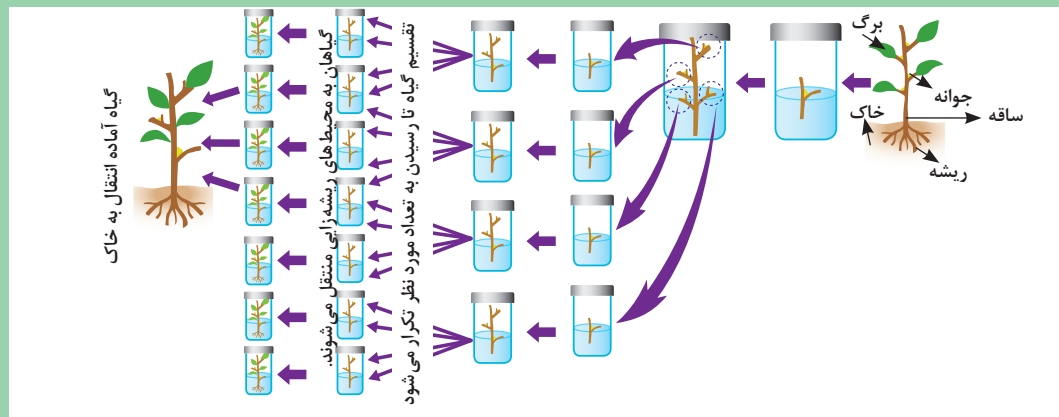 برگ
جوانه
خاک
ساقه
ریشه
تقسیم گیاه تا رسیدن به تعداد مورد نظر تکرار می‌شود
گیاهان به محیط‌های ریشه‌زایی منتقل می‌شوند.
گیاه آماده انتقال به خاک